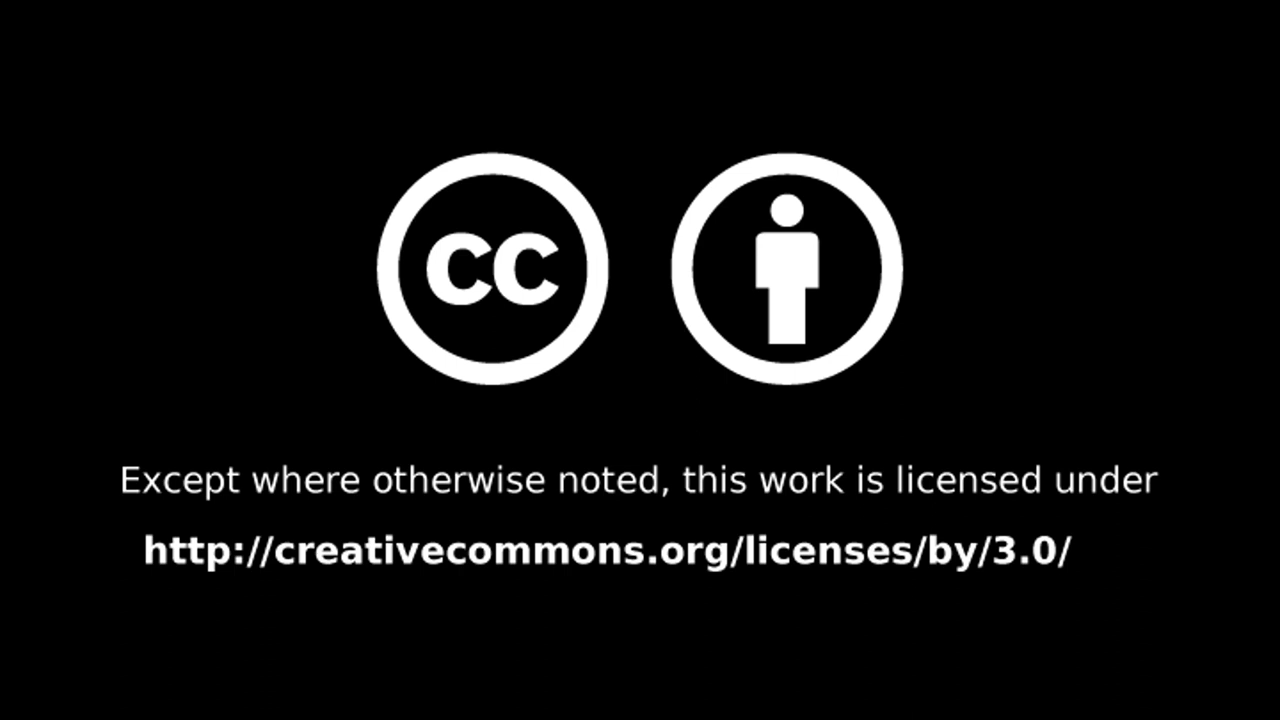 cc
Except where otherwise noted, this work is licensed under
http://creativecommons.org/licenses/by/3.0/